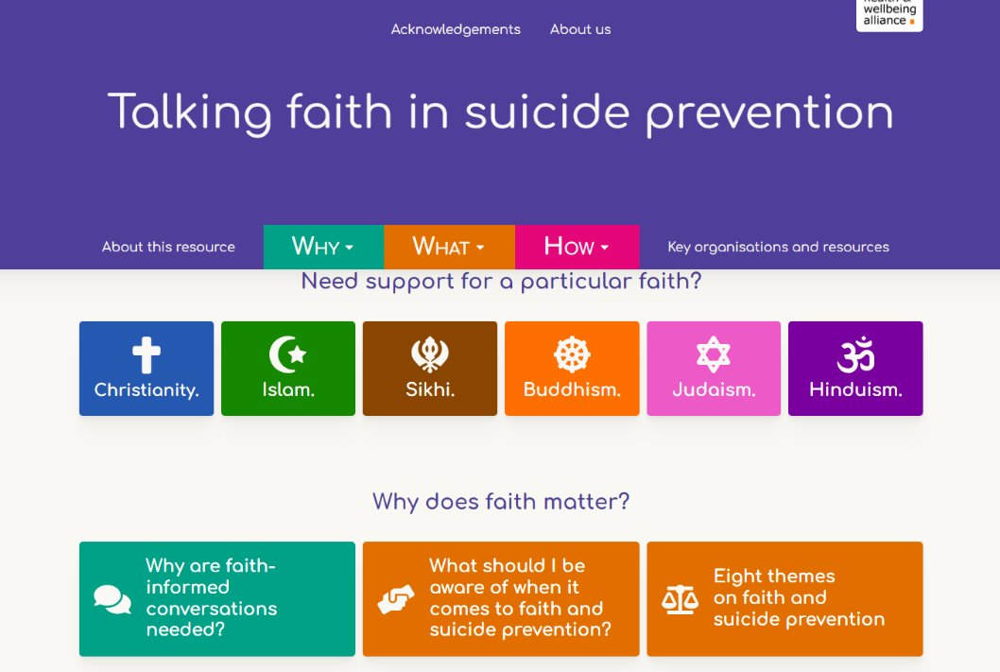 wellbeing
alliance
Acknowledgements
About us
Talking faith in suicide prevention
About this resource
WHY
WHAT
HOW
Key organisations and resources
Need support for a particular faith?
Christianity.
Islam.
Sikhi.
Buddhism.
Judaism.
Hinduism.
Why does faith matter?
Why are faith-
informed
conversations
needed?
What should I be
aware of when it
comes to faith and
suicide prevention?
Eight themes
on faith and
suicide prevention